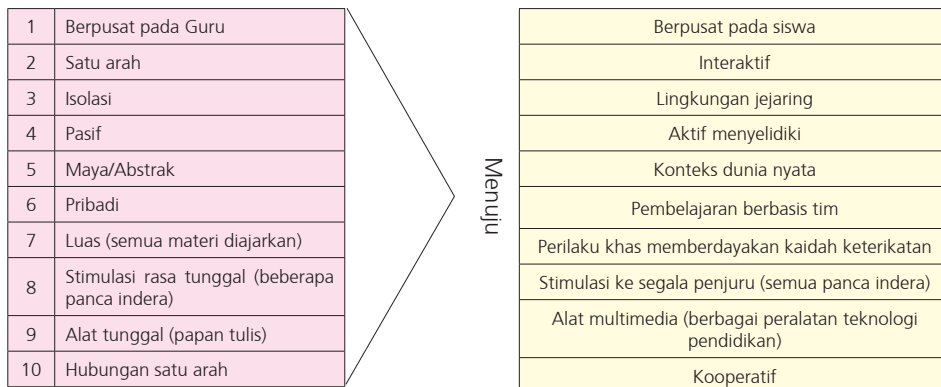 1 Berpusat pada Guru
2 Satu arah
3 Isolasi
4 Pasif
5 Maya/Abstrak
6 Pribadi
7 Luas (semua materi diajarkan)
8 Stimulasi rasa tunggal (beberapa
panca indera)
9 Alat tunggal (papan tulis)
10 Hubungan satu arah
Menuju
Berpusat pada siswa
Interaktif
Lingkungan jejaring
Aktif menyelidiki
Konteks dunia nyata
Pembelajaran berbasis tim
Perilaku khas memberdayakan kaidah keterikatan
Stimulasi ke segala penjuru (semua panca indera)
Alat multimedia (berbagai peralatan teknologi
pendidikan)
Kooperatif